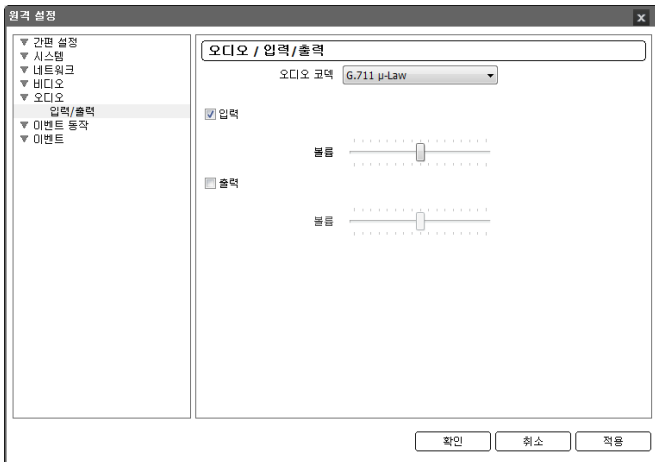 원격 설정
간편 설정
시스템
네트워크
비디오
오디오
입력/출력
이벤트 동작
이벤트
오디오 / 입력/출력
오디오 코덱 G.711 μ-Law
입력
볼륨
출력
볼륨
확인 취소 적용